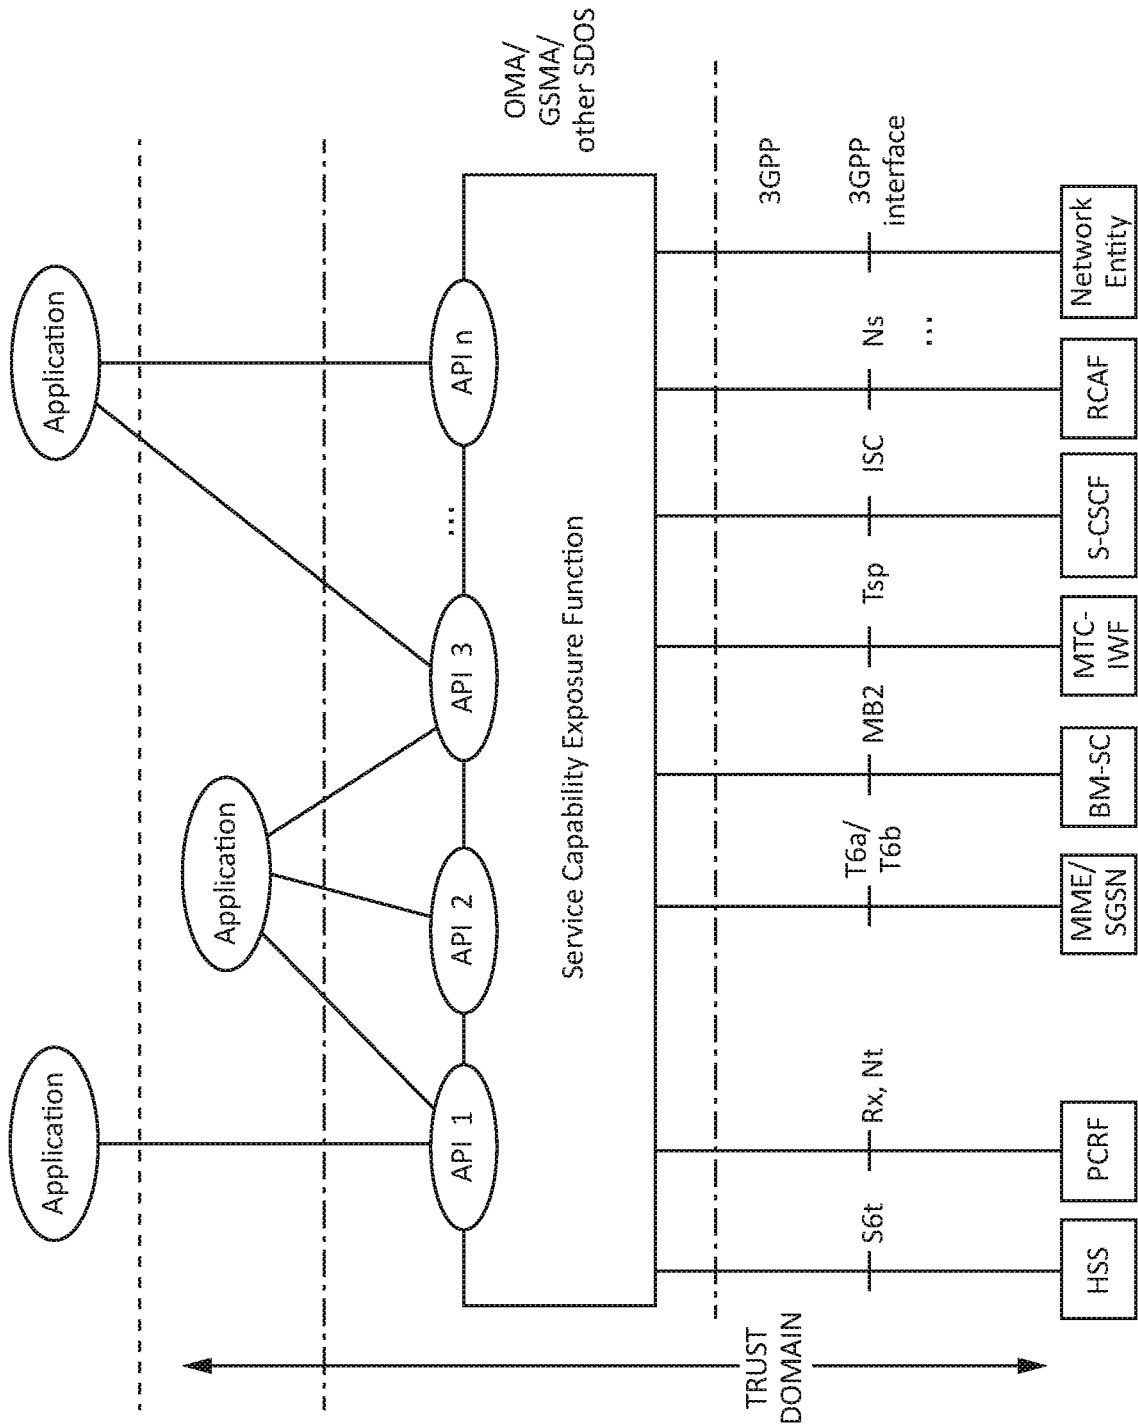 Application
Application
Application
OMA/
GSMA/
other SDOS
API 1
API 2
API 3
...
API n
Service Capability Exposure Function
TRUST
DOMAIN
3GPP
S6t
Rx, Nt
T6a/
T6b
MB2
Tsp
ISC
Ns
...
3GPP
interface
HSS
PCRF
MME/
SGSN
BM-SC
MTC-
IWF
S-CSCF
RCAF
Network
Entity